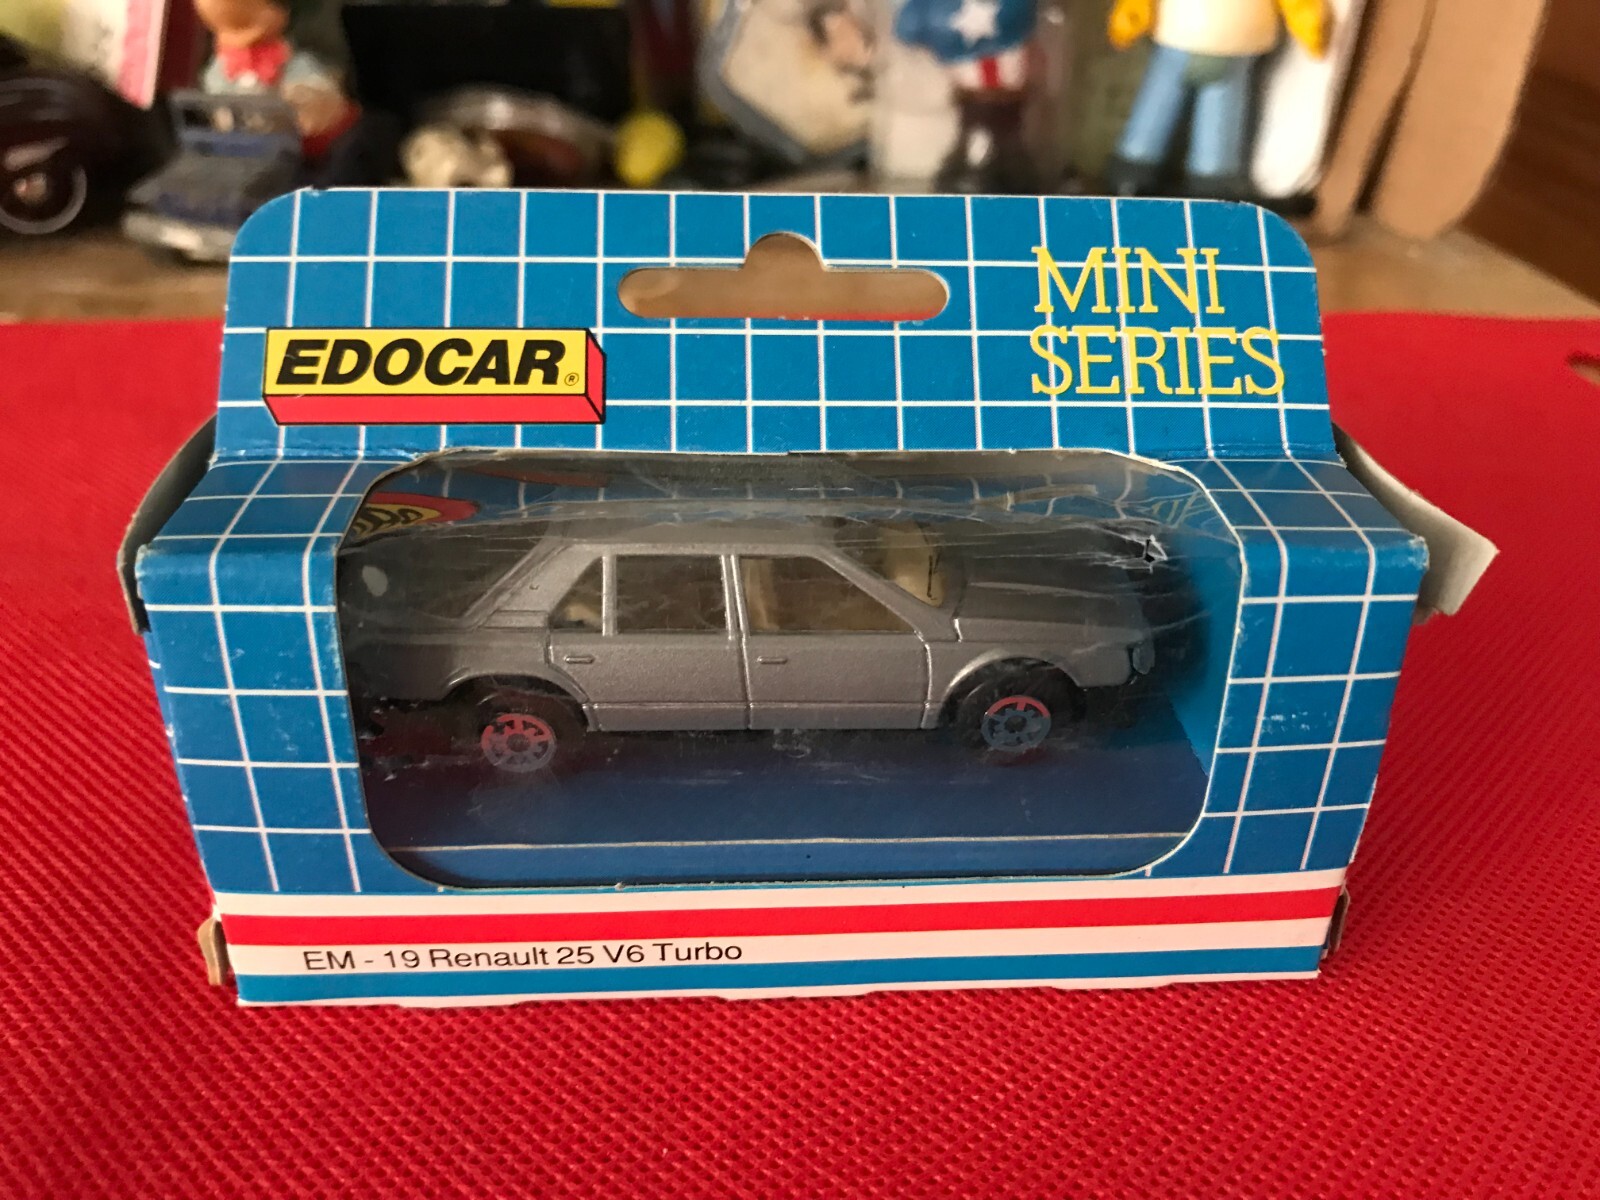 MINI
SERIES
EDOCAR®
EM - 19 Renault 25 V6 Turbo